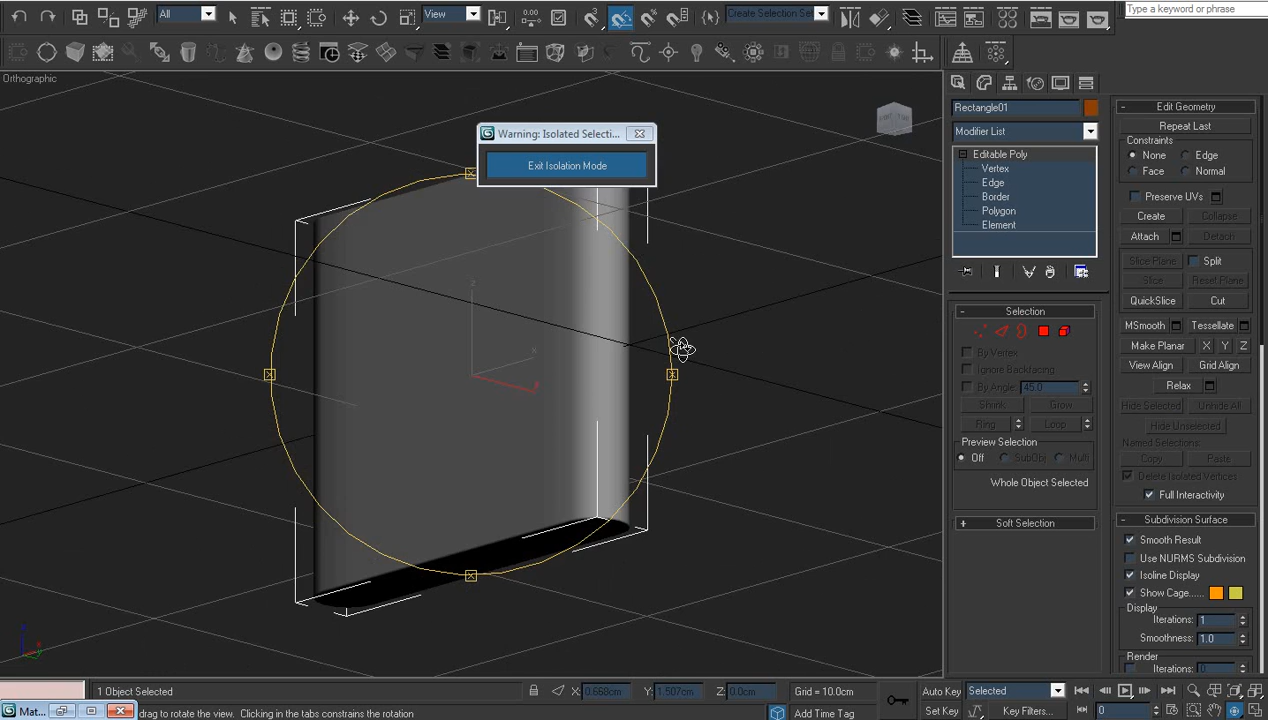 All
View
Create Selection Set
Type a keyword or phrase
Orthographic
Warning: Isolated Selecti...
Exit Isolation Mode
z
x
Rectangle01
Modifier List
Editable Poly
Vertex
Edge
Border
Polygon
Element
- Selection
By Vertex
Ignore Backfacing
By Angle: 45.0
Shrink Grow
Ring Loop
Preview Selection
Off SubObj Multi
Whole Object Selected
+ Soft Selection
- Edit Geometry
Repeat Last
Constraints
None Edge
Face Normal
Preserve UVs
Create Collapse
Attach Detach
Slice Plane Split
Slice Reset Plane
QuickSlice Cut
MSmooth Tessellate
Make Planar X Y Z
View Align Grid Align
Relax
Hide Selected Unhide All
Hide Unselected
Named Selections:
Copy Paste
Delete Isolated Vertices
Full Interactivity
- Subdivision Surface
Smooth Result
Use NURMS Subdivision
Isoline Display
Show Cage......
Display
Iterations: 1
Smoothness: 1.0
Render
Iterations: 0
1 Object Selected
X: 0.668cm Y: 1.507cm Z: 0.0cm
Grid = 10.0cm
Auto Key Selected
Mat...
drag to rotate the view. Clicking in the tabs constrains the rotation
Add Time Tag
Set Key Key Filters...
0